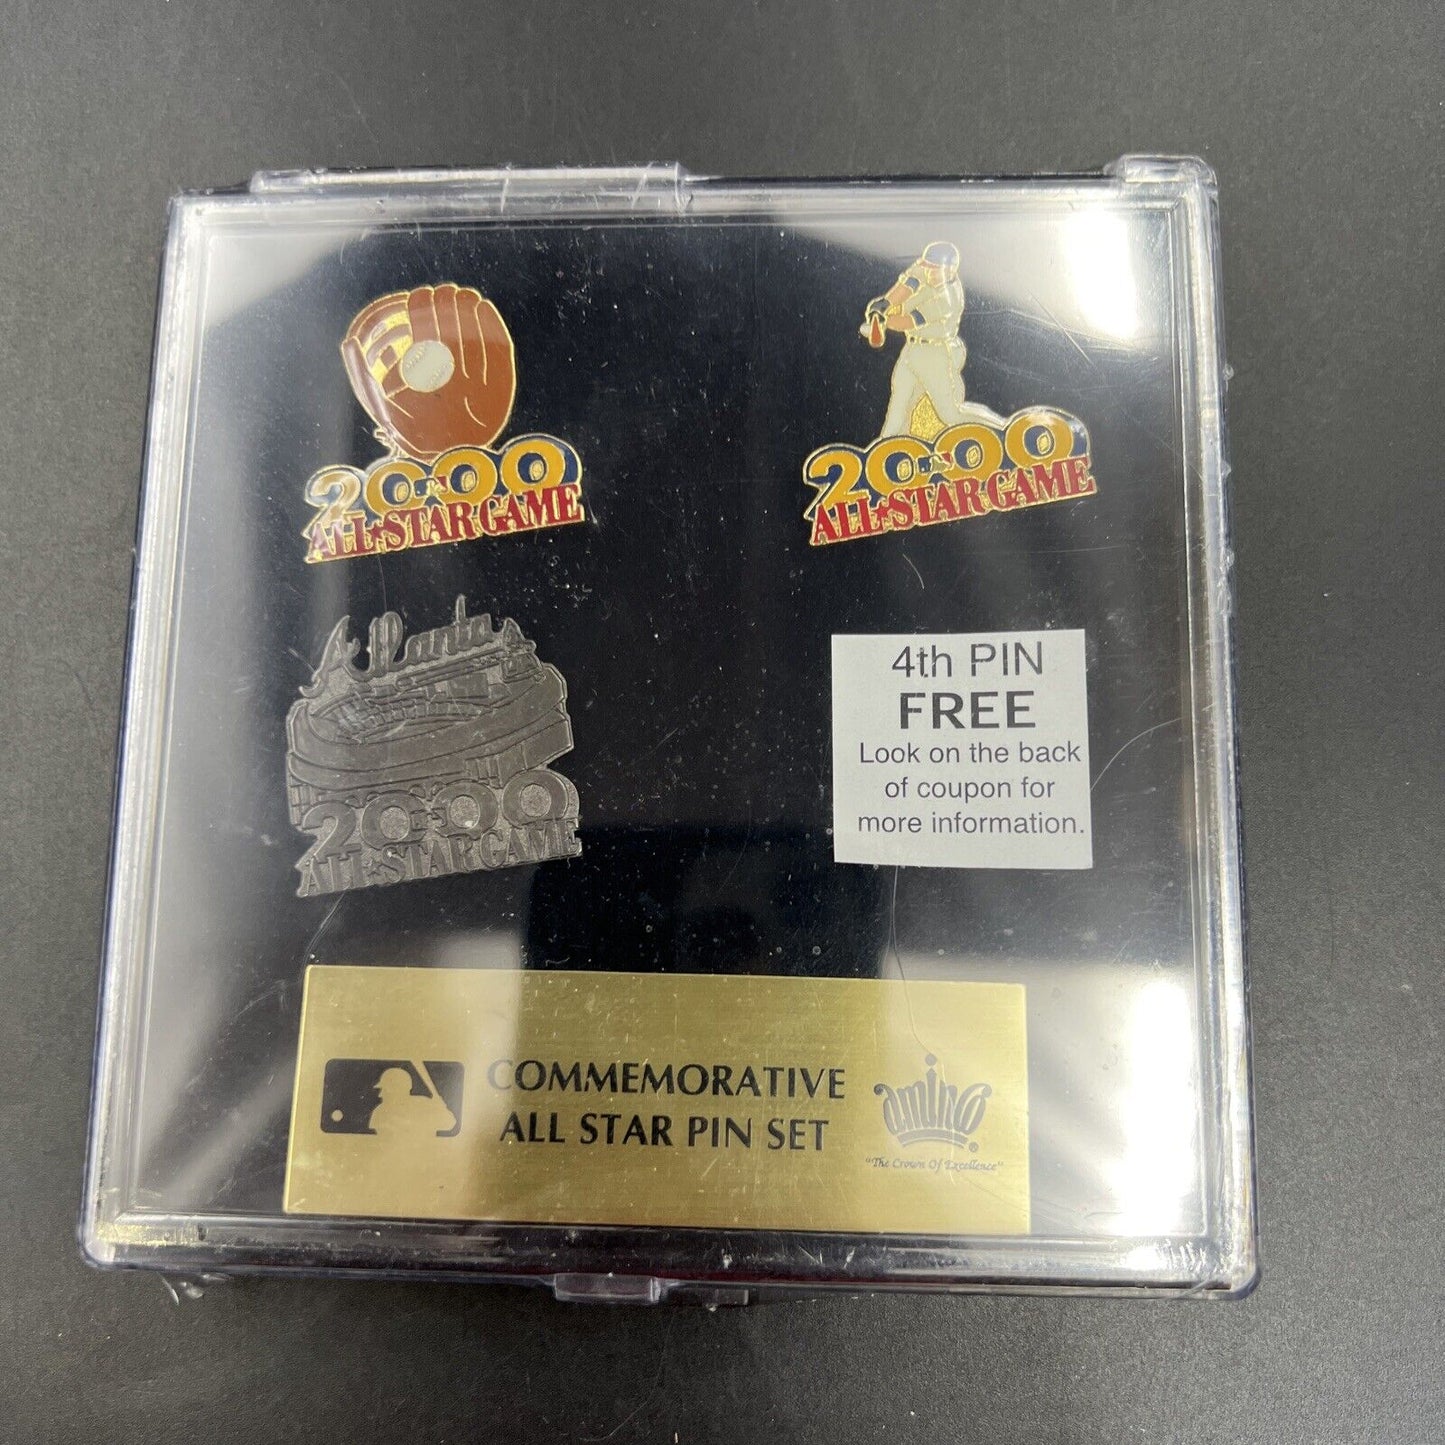 2000
ALL★STAR GAME
2000
ALL★STAR GAME
Atlanta
2000
ALL★STAR GAME
4th PIN
FREE
Look on the back
of coupon for
more information.
COMMEMORATIVE
ALL STAR PIN SET
amino
®
"The Crown Of Excellence"